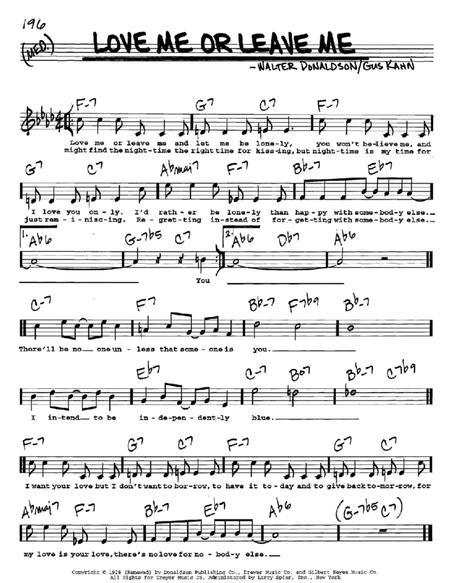 196
(MED.) LOVE ME OR LEAVE ME
- WALTER DONALDSON/GUS KAHN
F-7 G7 C7 F-7
Love me or leave me and let me be lone-ly, you won't be-lieve me, and
might find the night-time the right time for kiss-ing, but night-time is my time for
G7 C7 Abmaj7 F-7 Bb-7 Eb7
I love you on-ly. I'd rath-er be lone-ly than hap-py with some-bod-y else.
just rem-i-nisc-ing. Re-gret-ting in-stead of for-get-ting with some-bod-y else.
1. Ab6 G-7b5 C7 2. Ab6 Db7 Ab6
You
C-7 F-7 Bb-7 F7b9 Bb-7
There'll be no one un-less that some-one is you.
Eb7 C-7 Bo7 Bb-7 C7b9
I in-tend to be in-de-pen-dent-ly blue.
F-7 G7 C7 F-7 G7 C7
I want your love but I don't want to bor-row, to have it to-day and to give back to-mor-row, for
Abmaj7 F-7 Bb-7 Eb7 Ab6 (G-7b5 C7)
my love is your love, there's no love for no-bod-y else.
Copyright © 1928 (Renewed) by Donaldson Publishing Co., Dreyer Music Co. and Gilbert Keyes Music Co.
All Rights for Dreyer Music Co. Administered by Larry Spier, Inc., New York